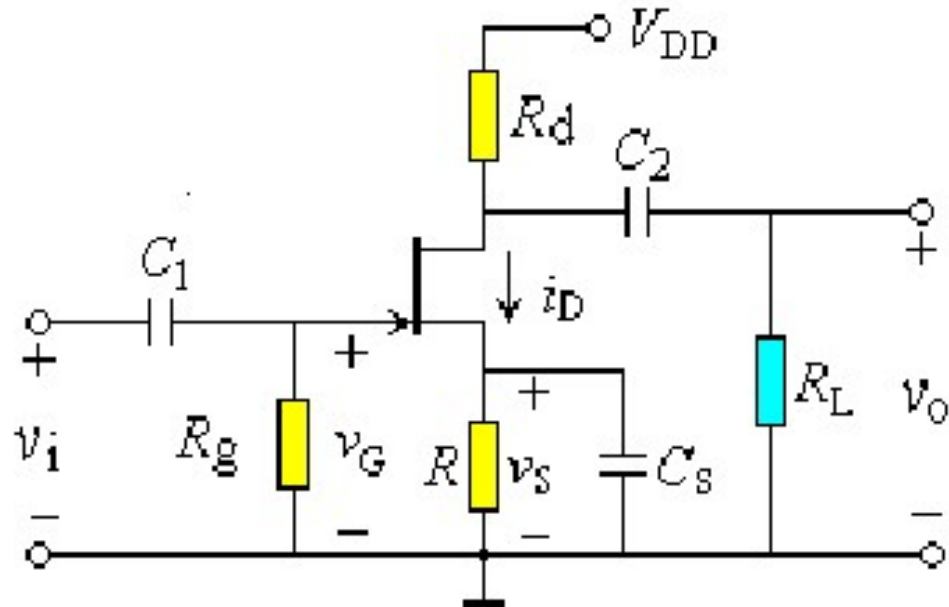 V_DD
R_d
C_2
+
C_1
i_D
+
+
+
R_L
v_o
v_i
R_g
v_G
R
v_S
C_s
−
−
−
−